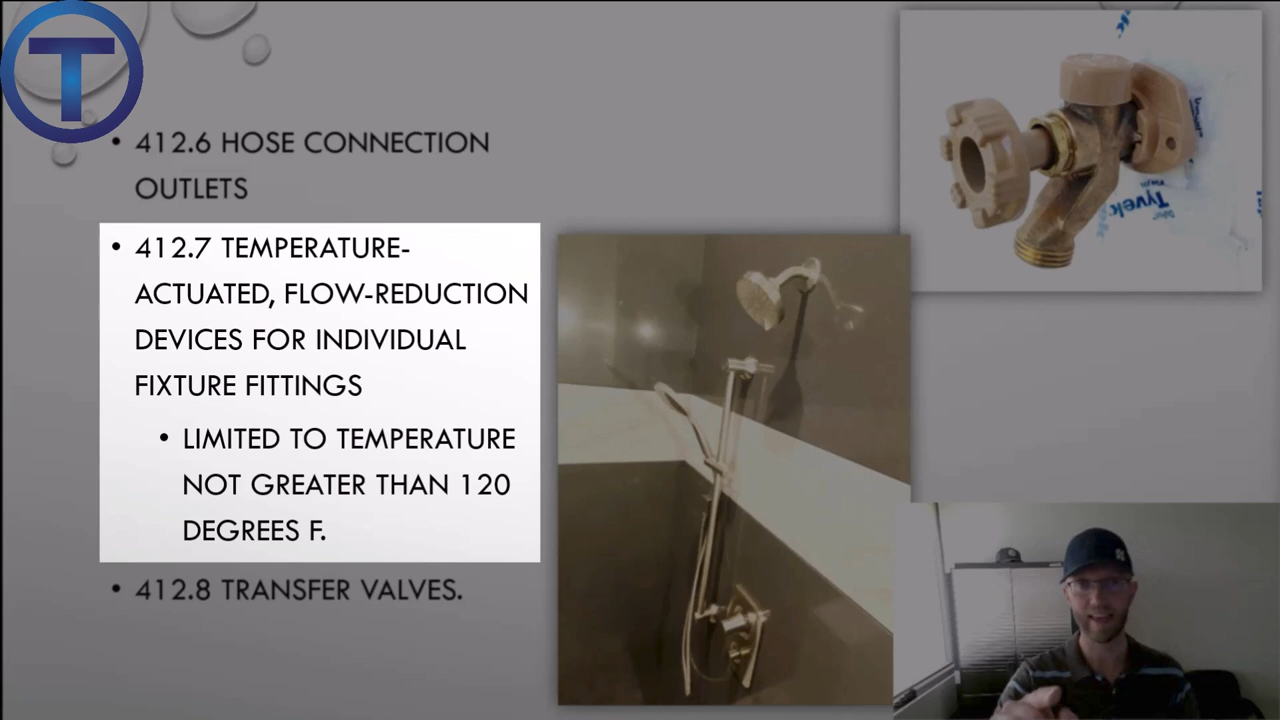 T
• 412.6 HOSE CONNECTION
OUTLETS
• 412.7 TEMPERATURE-
ACTUATED, FLOW-REDUCTION
DEVICES FOR INDIVIDUAL
FIXTURE FITTINGS
• LIMITED TO TEMPERATURE
NOT GREATER THAN 120
DEGREES F.
• 412.8 TRANSFER VALVES.
Tyvek